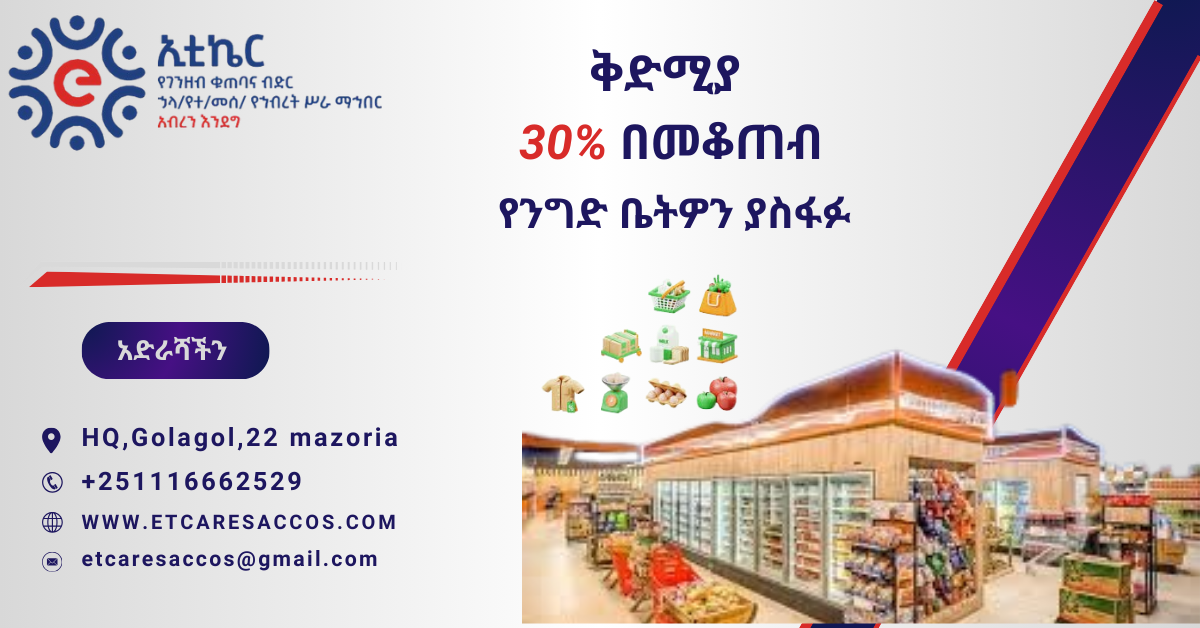 e
ኢቲኬር
የገንዘብ ቁጠባና ብድር
ኃላ/የተ/መሰ/ የኅብረት ሥራ ማኅበር
አብረን እንደግ
ቅድሚያ
30% በመቆጠብ
የንግድ ቤትዎን ያስፋፉ
አድራሻችን
HQ,Golagol,22 mazoria
+251116662529
WWW.ETCARESACCOS.COM
etcaresaccos@gmail.com